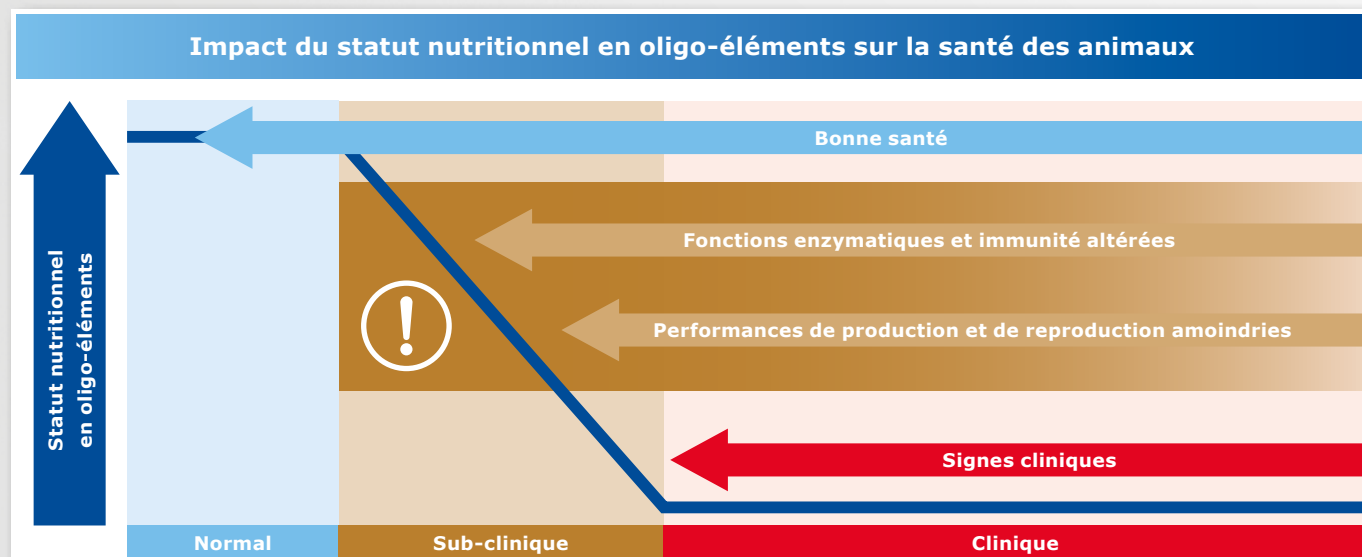 Impact du statut nutritionnel en oligo-éléments sur la santé des animaux
Statut nutritionnel
en oligo-éléments
Bonne santé
Fonctions enzymatiques et immunité altérées
Performances de production et de reproduction amoindries
Signes cliniques
Normal
Sub-clinique
Clinique